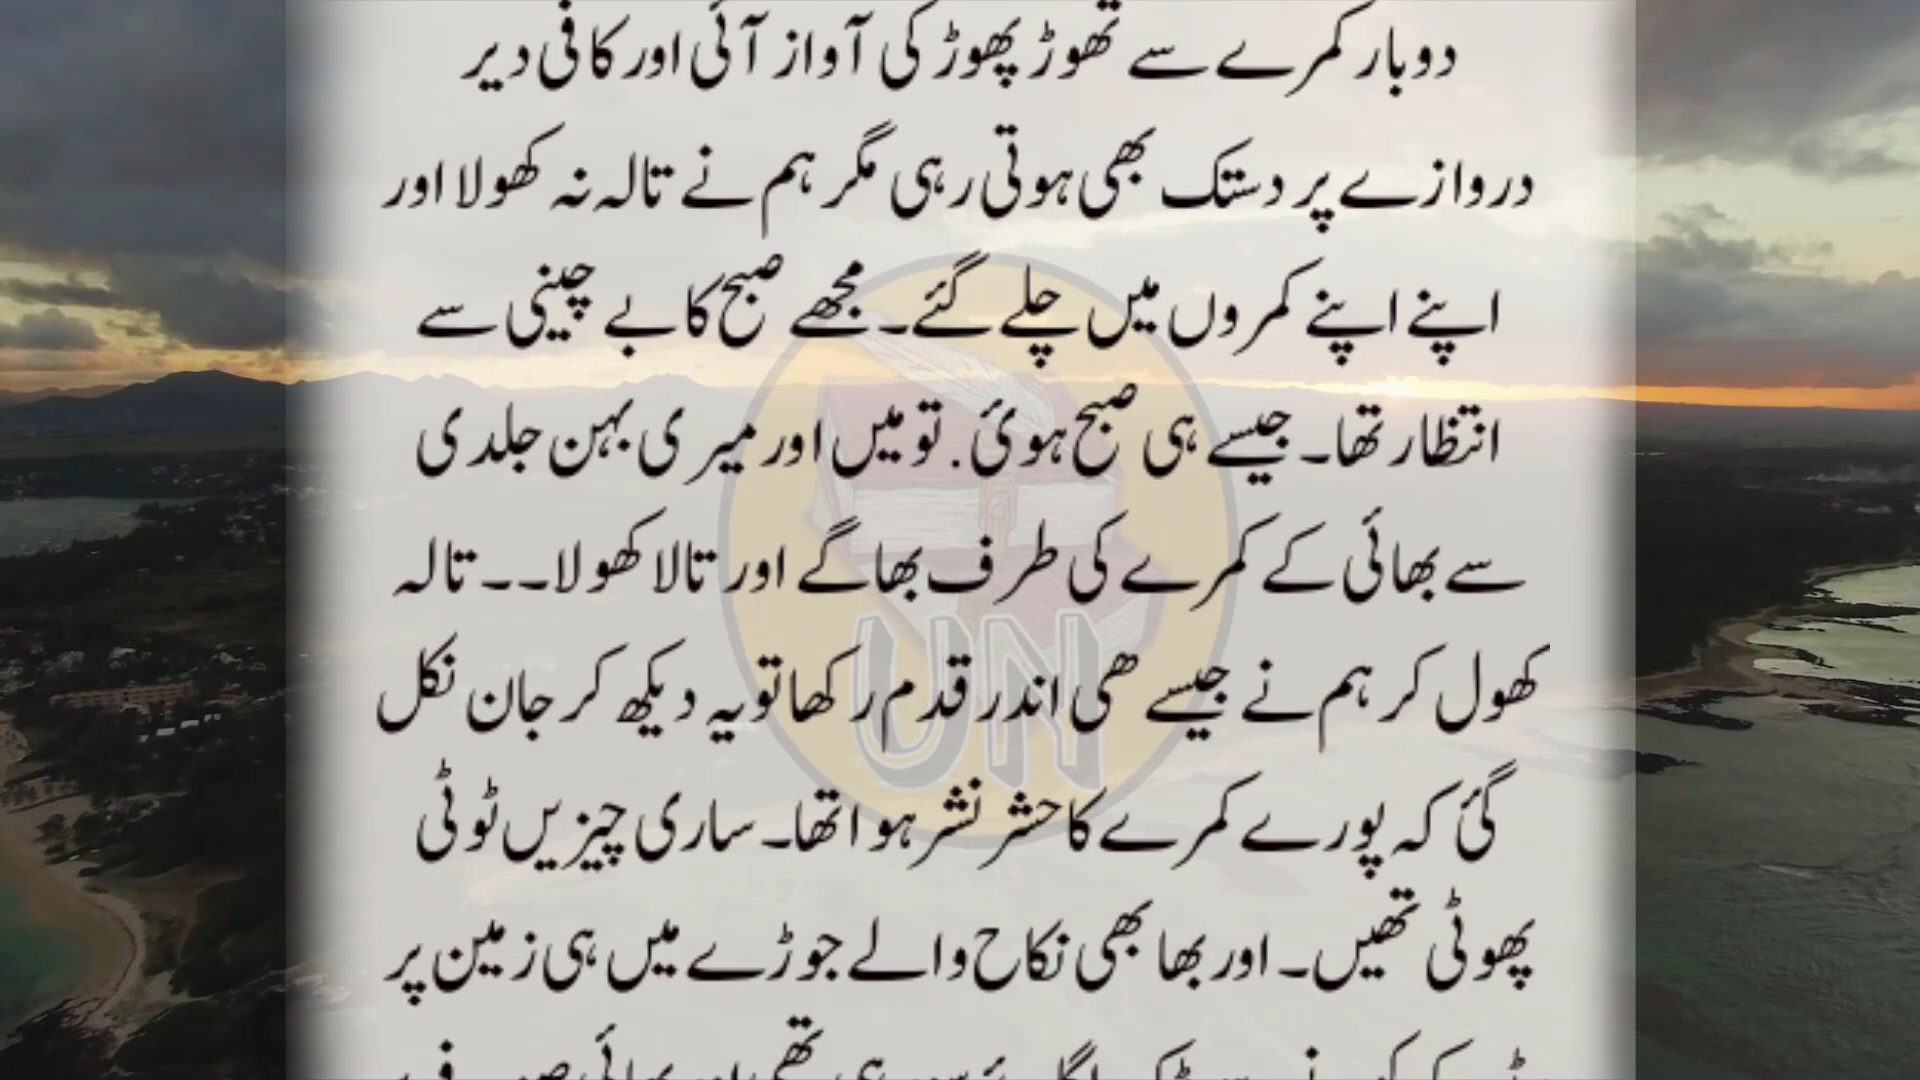 دو بار کمرے سے تھوڑ پھوڑ کی آواز آئی اور کافی دیر
دروازے پر دستک بھی ہوتی رہی مگر ہم نے تالہ نہ کھولا اور
اپنے اپنے کمروں میں چلے گئے۔ مجھے صبح کا بے چینی سے
انتظار تھا۔ جیسے ہی صبح ہوئ. تو میں اور میری بہن جلدی
سے بھائی کے کمرے کی طرف بھاگے اور تالا کھولا۔۔ تالہ
کھول کر ہم نے جیسے ھی اندر قدم رکھا تو یہ دیکھ کر جان نکل
UN
گئ کہ پورے کمرے کا حشر نشر ہوا تھا۔ ساری چیزیں ٹوٹی
پھوٹی تھیں۔ اور بھابھی نکاح والے جوڑے میں ہی زمین پر